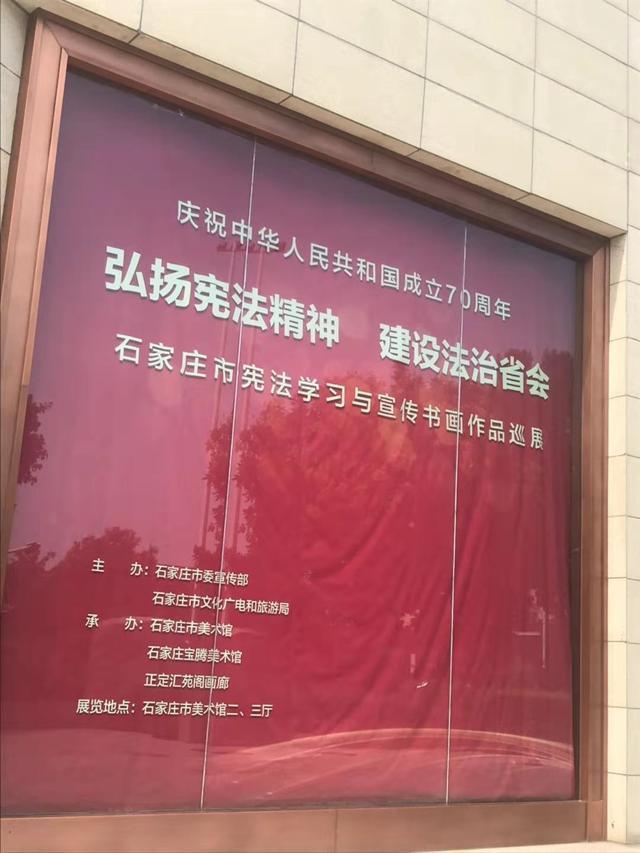 庆祝中华人民共和国成立70周年
弘扬宪法精神 建设法治省会
石家庄市宪法学习与宣传书画作品巡展
主 办：石家庄市委宣传部
石家庄市文化广电和旅游局
承 办：石家庄市美术馆
石家庄宝腾美术馆
正定汇苑阁画廊
展览地点：石家庄市美术馆二、三厅